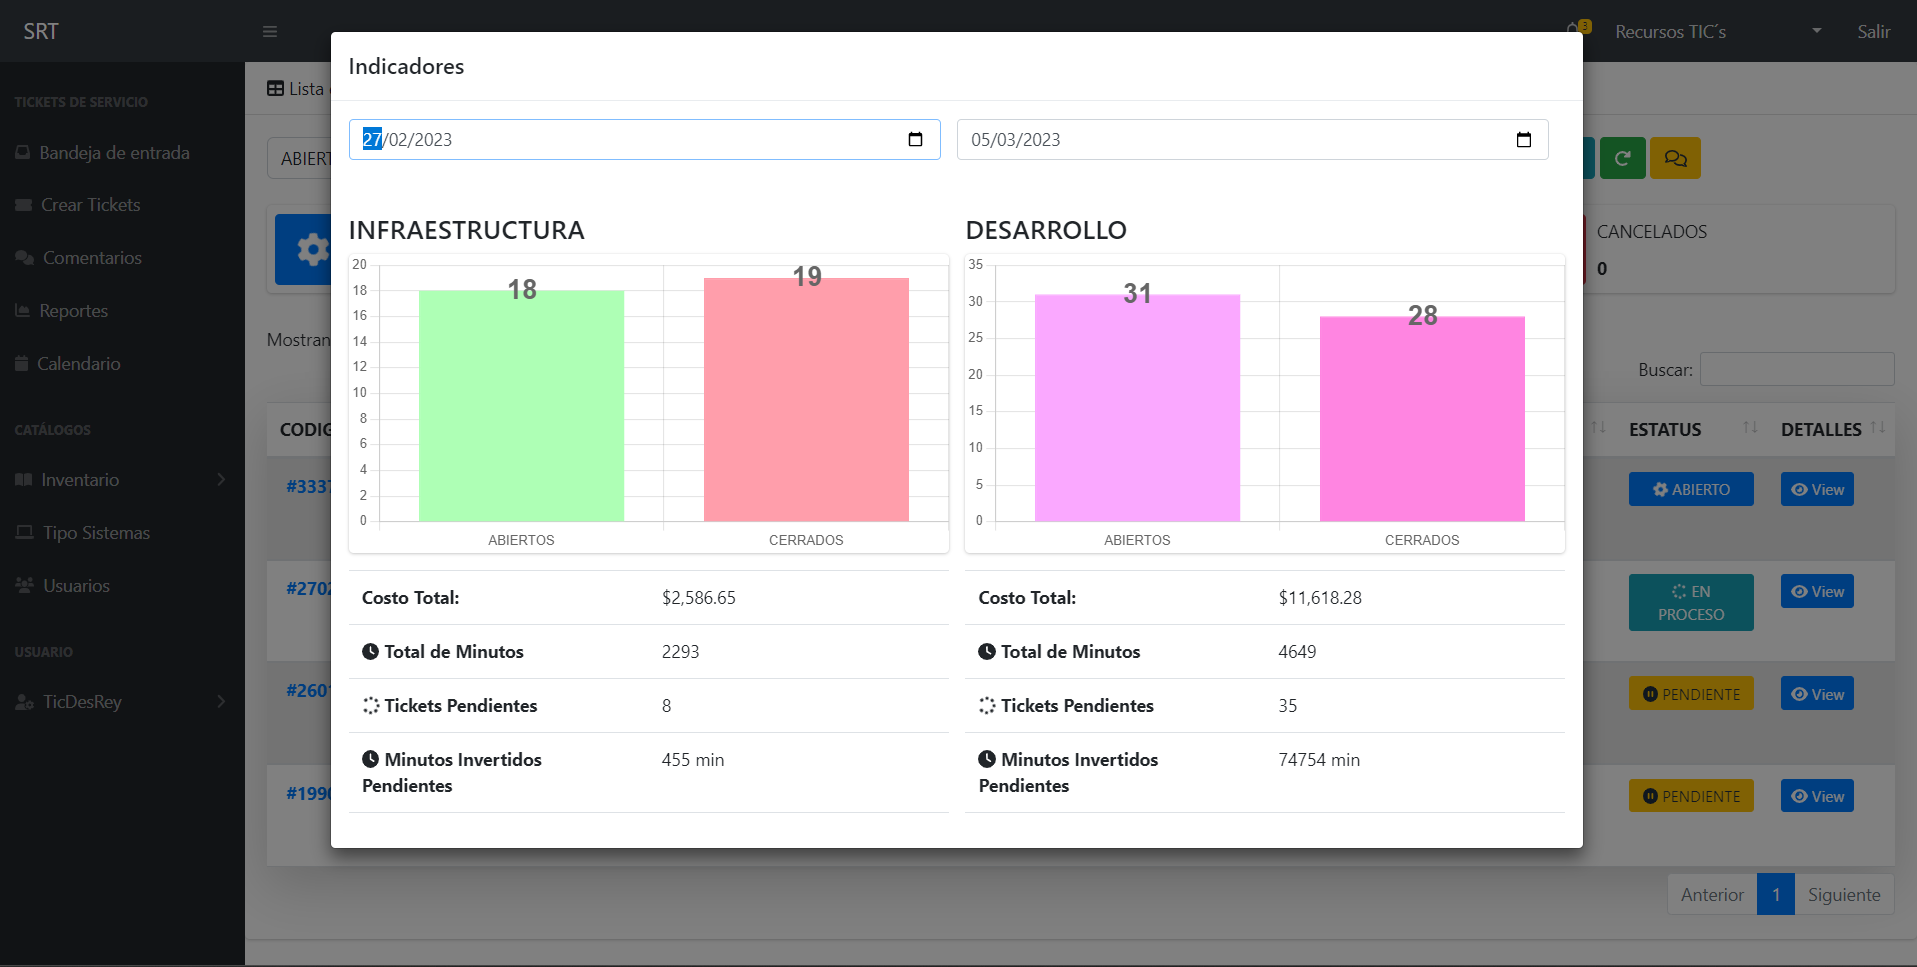 SRT
3
Recursos TIC´s
Salir
TICKETS DE SERVICIO
Bandeja de entrada
Crear Tickets
Comentarios
Reportes
Calendario
CATÁLOGOS
Inventario
Tipo Sistemas
Usuarios
USUARIO
TicDesRey
Lista
ABIERT
Mostran
CODIG
#3337
#2702
#2601
#1990
Indicadores
27/02/2023
05/03/2023
INFRAESTRUCTURA
20
18
16
14
12
10
8
6
4
2
0
18
19
ABIERTOS
CERRADOS
Costo Total:
$2,586.65
Total de Minutos
2293
Tickets Pendientes
8
Minutos Invertidos
Pendientes
455 min
DESARROLLO
35
30
25
20
15
10
5
0
31
28
ABIERTOS
CERRADOS
Costo Total:
$11,618.28
Total de Minutos
4649
Tickets Pendientes
35
Minutos Invertidos
Pendientes
74754 min
CANCELADOS
0
Buscar:
ESTATUS
DETALLES
ABIERTO
View
EN
PROCESO
View
PENDIENTE
View
PENDIENTE
View
Anterior
1
Siguiente